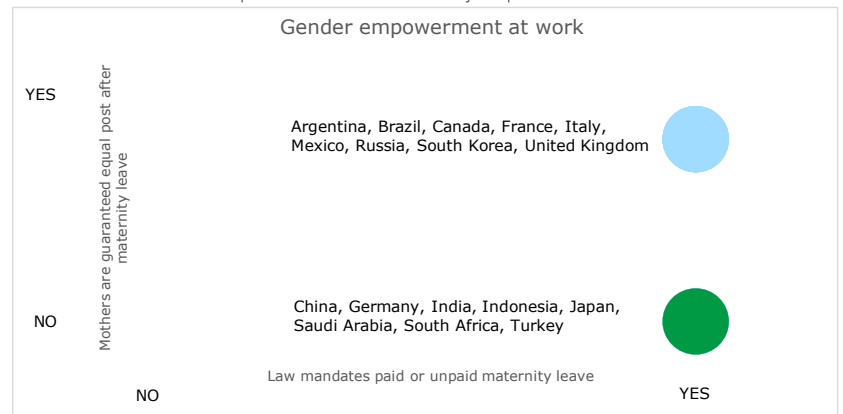 Gender empowerment at work
YES
Mothers are guaranteed equal post after
maternity leave
Argentina, Brazil, Canada, France, Italy,
Mexico, Russia, South Korea, United Kingdom
China, Germany, India, Indonesia, Japan,
Saudi Arabia, South Africa, Turkey
NO
Law mandates paid or unpaid maternity leave
NO
YES